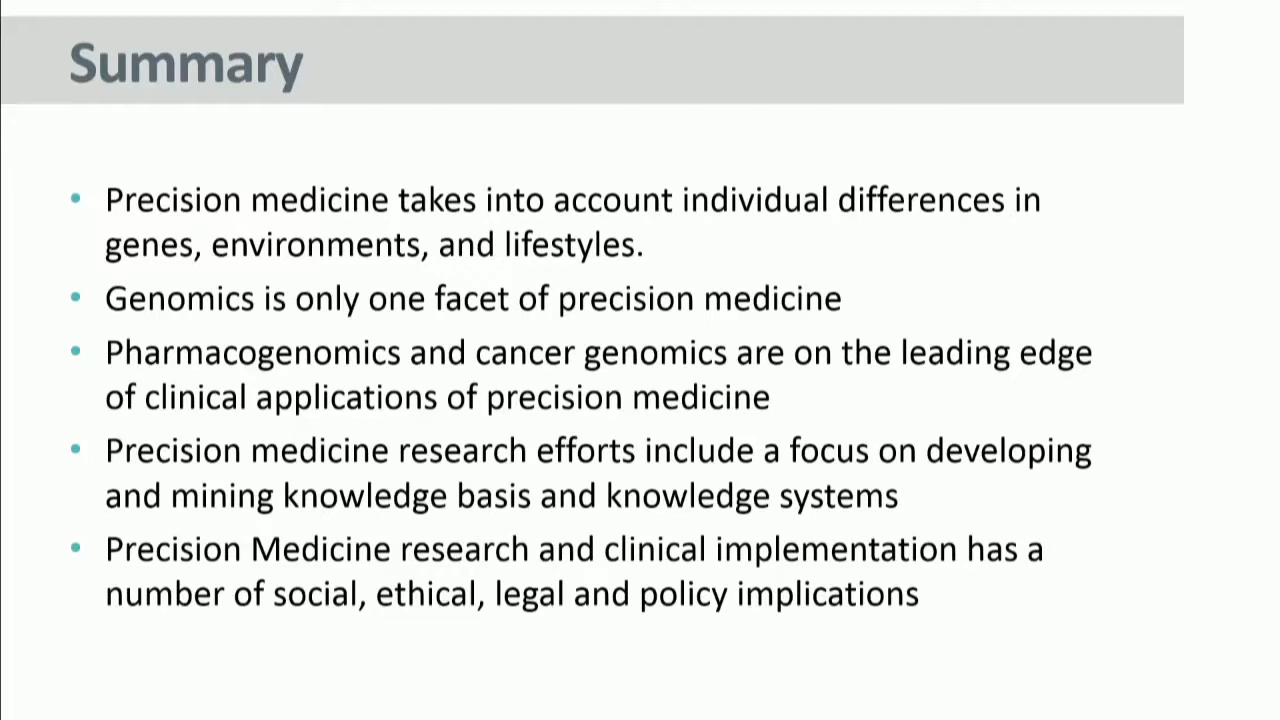 Summary
• Precision medicine takes into account individual differences in
genes, environments, and lifestyles.
• Genomics is only one facet of precision medicine
• Pharmacogenomics and cancer genomics are on the leading edge
of clinical applications of precision medicine
• Precision medicine research efforts include a focus on developing
and mining knowledge basis and knowledge systems
• Precision Medicine research and clinical implementation has a
number of social, ethical, legal and policy implications